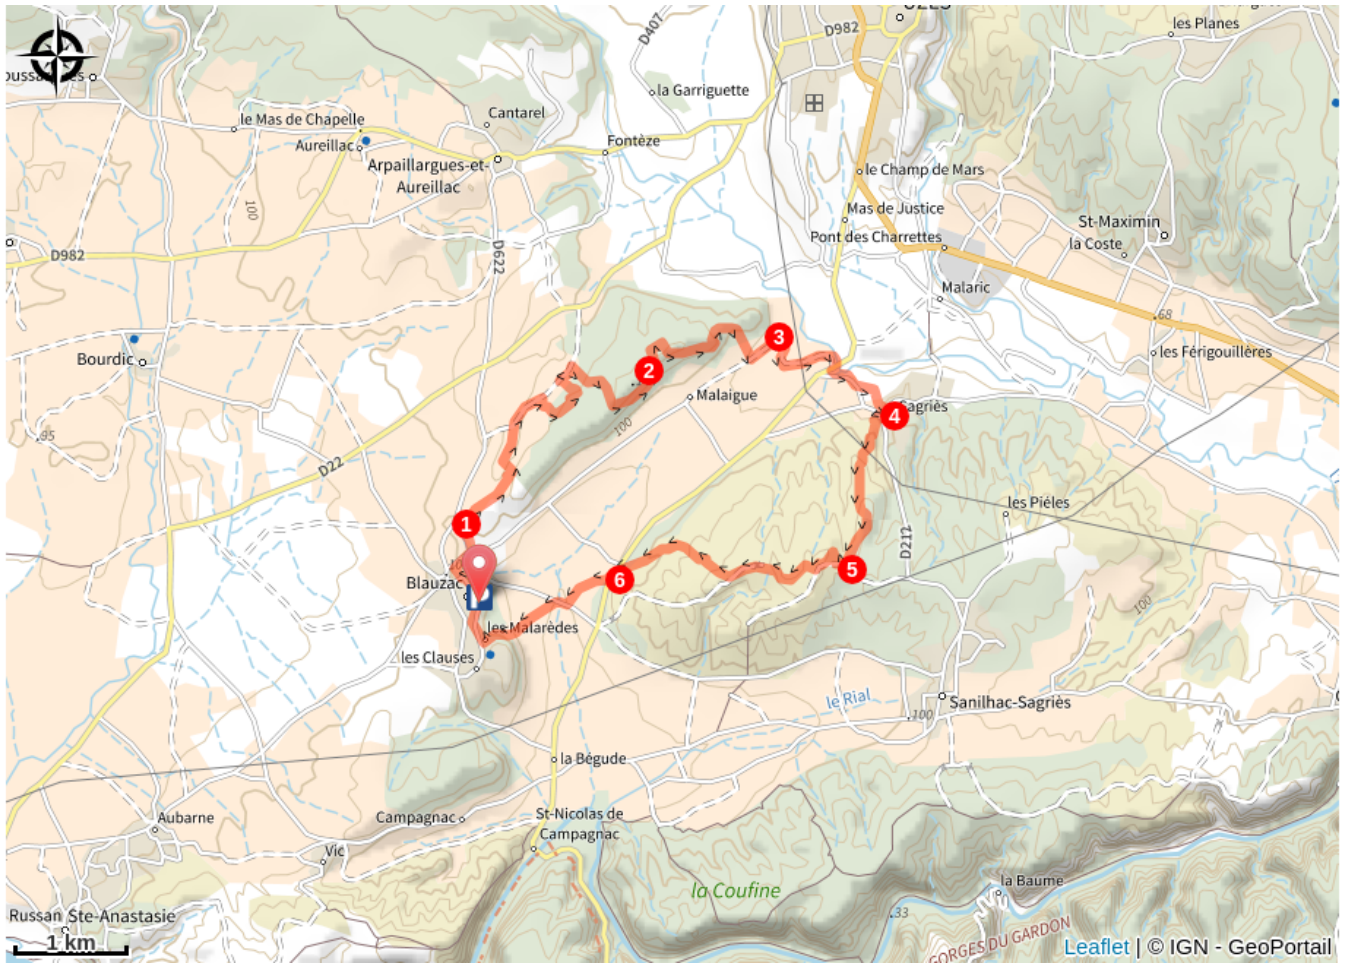 D407
D982
les Planes
la Garriguette
le Mas de Chapelle
Cantarel
Aureillac
Fontèze
Arpaillargues-et-
Aureillac
le Champ de Mars
100
Mas de Justice
St-Maximin
Pont des Charrettes
la Coste
D982
D622
Malaric
68
3
Bourdic
les Férigouillères
2
Malaigue
Sagriès
4
100
95
D22
les Piéles
1
D212
5
Blauzac
6
100
les Malarèdes
les Clauses
le Rial
Sanilhac-Sagriès
100
la Bégude
Aubarne
Campagnac
St-Nicolas de
Campagnac
Vic
la Baume
la Coufine
Russan
Ste-Anastasie
33
GORGES DU GARDON
1 km
Leaflet | © IGN - GeoPortail